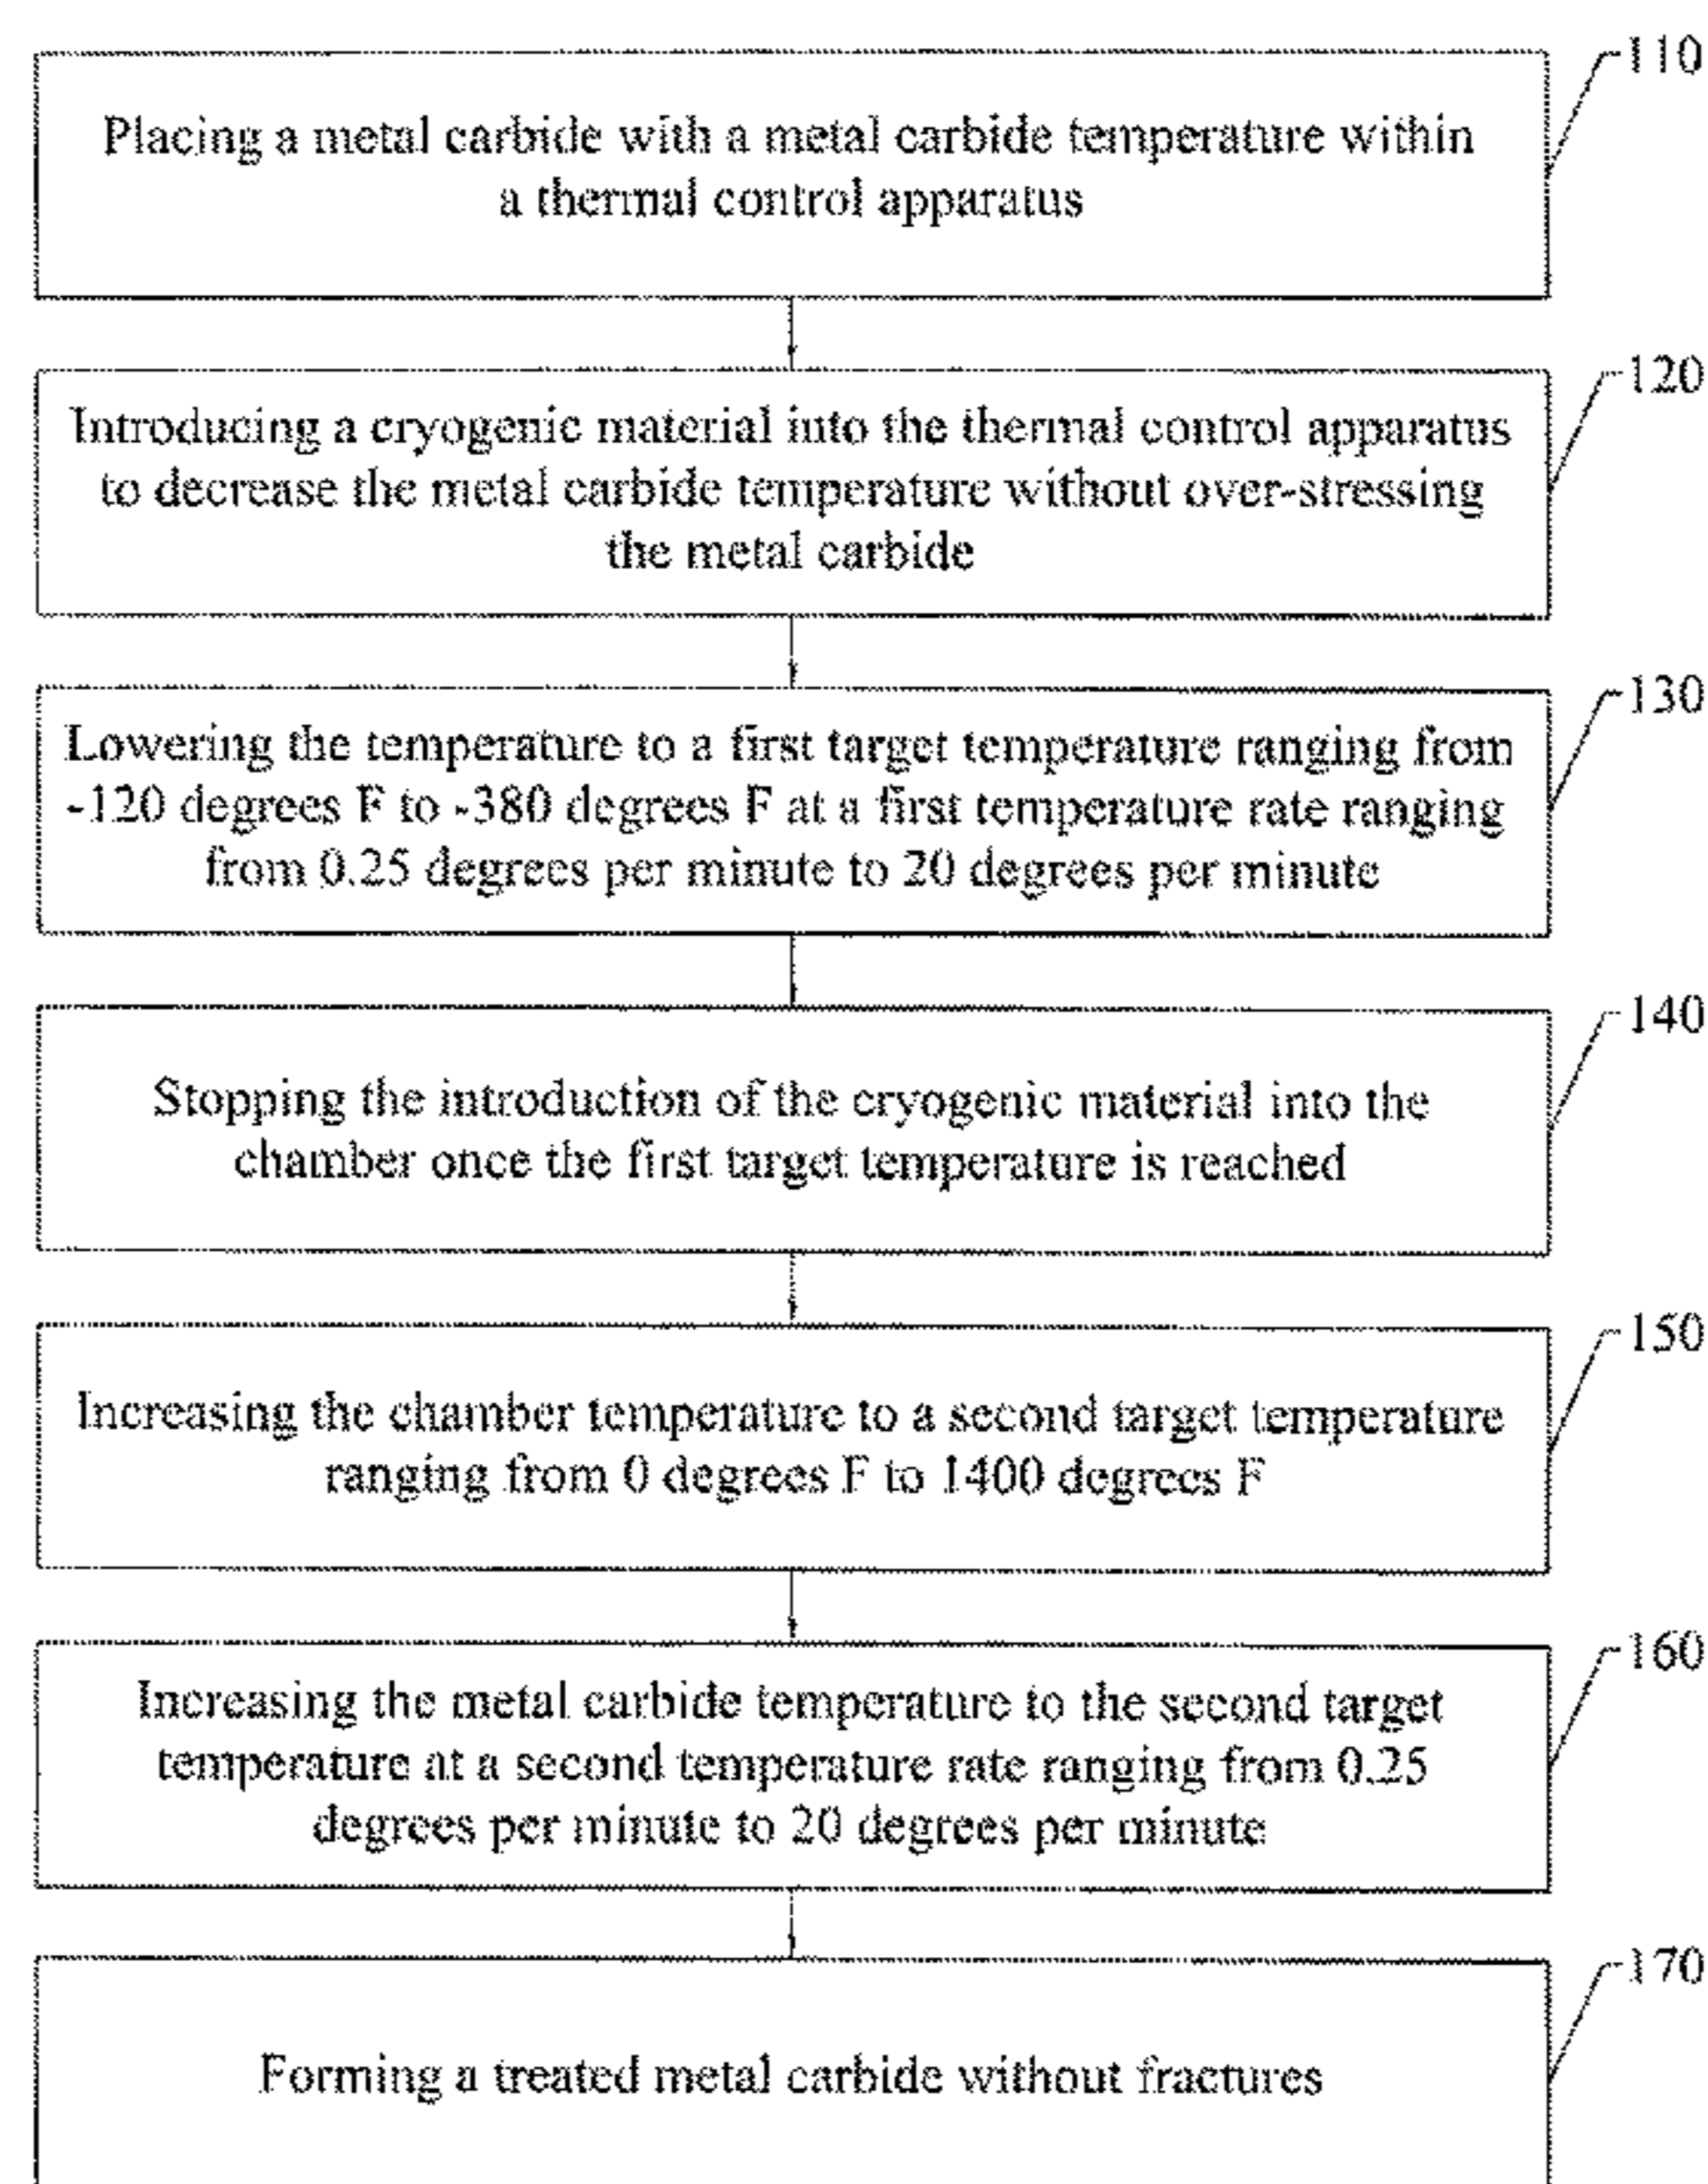 110
Placing a metal carbide with a metal carbide temperature within
a thermal control apparatus
120
Introducing a cryogenic material into the thermal control apparatus
to decrease the metal carbide temperature without over-stressing
the metal carbide
130
Lowering the temperature to a first target temperature ranging from
-120 degrees F to -380 degrees F at a first temperature rate ranging
from 0.25 degrees per minute to 20 degrees per minute
140
Stopping the introduction of the cryogenic material into the
chamber once the first target temperature is reached
150
Increasing the chamber temperature to a second target temperature
ranging from 0 degrees F to 1400 degrees F
160
Increasing the metal carbide temperature to the second target
temperature at a second temperature rate ranging from 0.25
degrees per minute to 20 degrees per minute
170
Forming a treated metal carbide without fractures